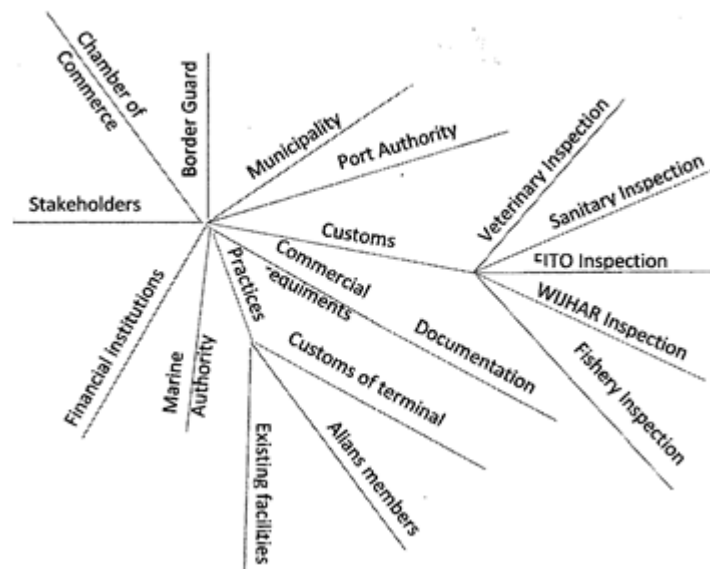 Chamber of
Commerce
Border Guard
Municipality
Port Authority
Stakeholders
Customs
Veterinary Inspection
Sanitary Inspection
FITO Inspection
WIJHAR Inspection
Fishery Inspection
Commercial
equiments
Documentation
Practices
Customs of terminal
Alians members
Existing facilities
Marine
Authority
Financial institutions